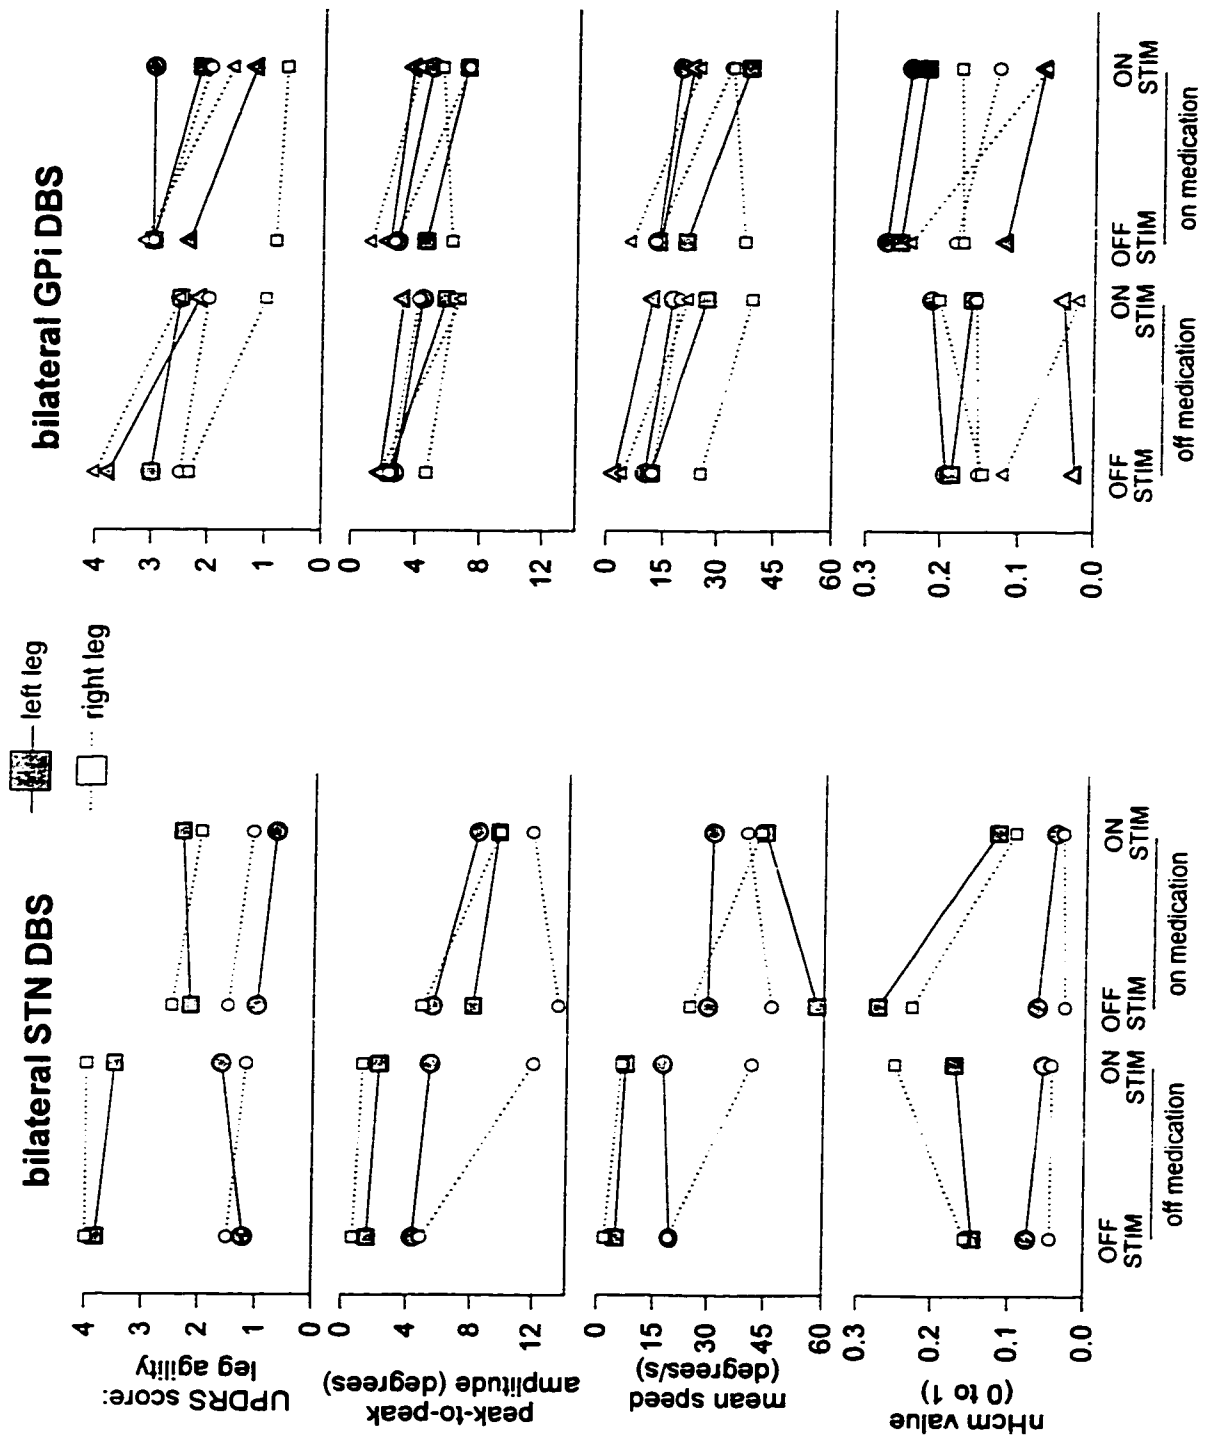 bilateral STN DBS
left leg
right leg
bilateral GPi DBS
UPDRS score:
leg agility
4
3
2
1
0
4
3
2
1
0
peak-to-peak
amplitude (degrees)
0
4
8
12
0
4
8
12
mean speed
(degrees/s)
0
15
30
45
60
0
15
30
45
60
nHcm value
(0 to 1)
0.3
0.2
0.1
0.0
0.3
0.2
0.1
0.0
OFF STIM
ON STIM
OFF STIM
ON STIM
OFF STIM
ON STIM
OFF STIM
ON STIM
off medication
on medication
off medication
on medication